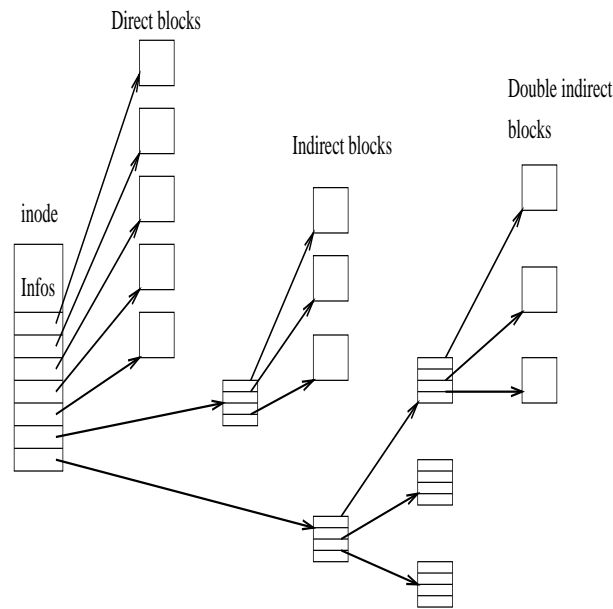 Direct blocks
Double indirect
blocks
Indirect blocks
inode
Infos